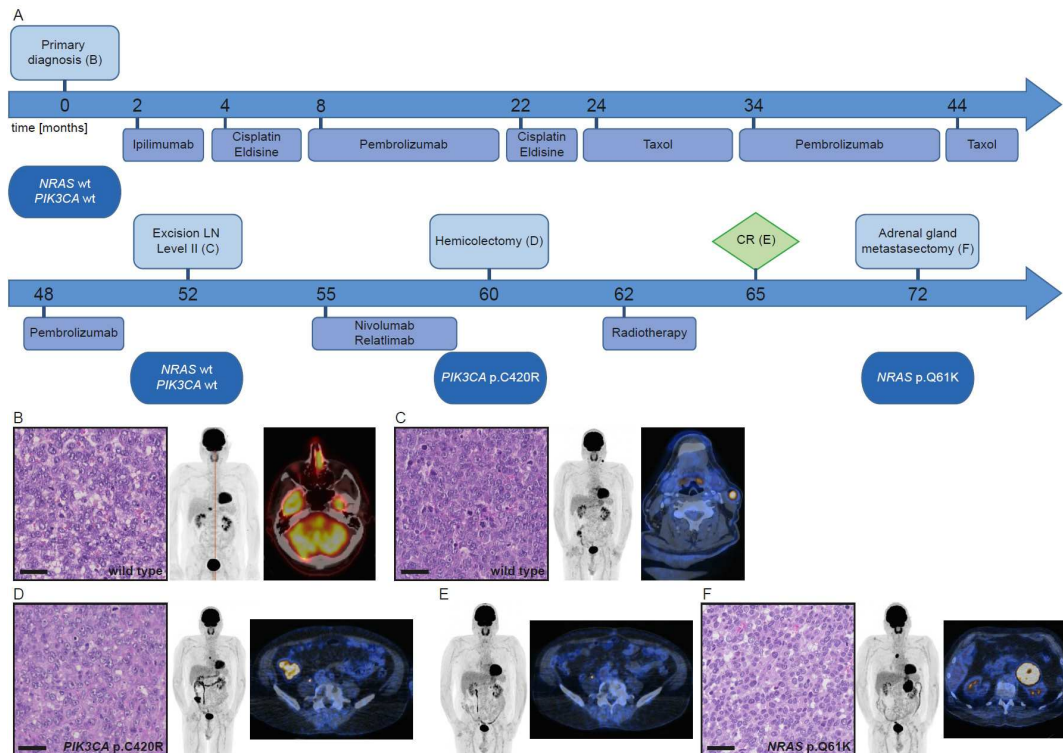 A
Primary
diagnosis (B)
0 2 4 8 22 24 34 44
time [months]
Ipilimumab
Cisplatin
Eldisine
Pembrolizumab
Cisplatin
Eldisine
Taxol
Pembrolizumab
Taxol
NRAS wt
PIK3CA wt
Excision LN
Level II (C)
Hemicolectomy (D)
CR (E)
Adrenal gland
metastasectomy (F)
48 52 55 60 62 65 72
Pembrolizumab
Nivolumab
Relatlimab
Radiotherapy
NRAS wt
PIK3CA wt
PIK3CA p.C420R
NRAS p.Q61K
B
wild type
C
wild type
D
PIK3CA p.C420R
E
F
NRAS p.Q61K